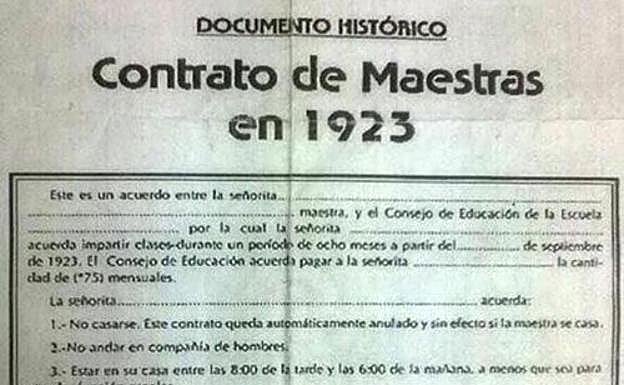 DOCUMENTO HISTÓRICO
Contrato de Maestras
en 1923
Este es un acuerdo entre la señorita..............................
.............................. maestra, y el Consejo de Educación de la Escuela
.............................. por la cual la señorita ..............................
acuerda impartir clases durante un período de ocho meses a partir del............... de septiembre
de 1923. El Consejo de Educación acuerda pagar a la señorita .............................. la canti-
dad de (*75) mensuales.
La señorita.............................. acuerda:
1.- No casarse. Este contrato queda automáticamente anulado y sin efecto si la maestra se casa.
2.-No andar en compañía de hombres.
3.- Estar en su casa entre las 8:00 de la tarde y las 6:00 de la mañana, a menos que sea para